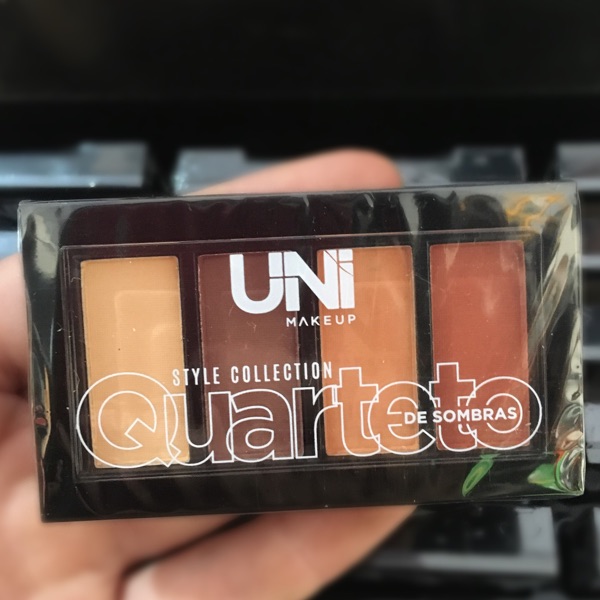 UNi
MAKEUP
STYLE COLLECTION
Quarteto
DE SOMBRAS